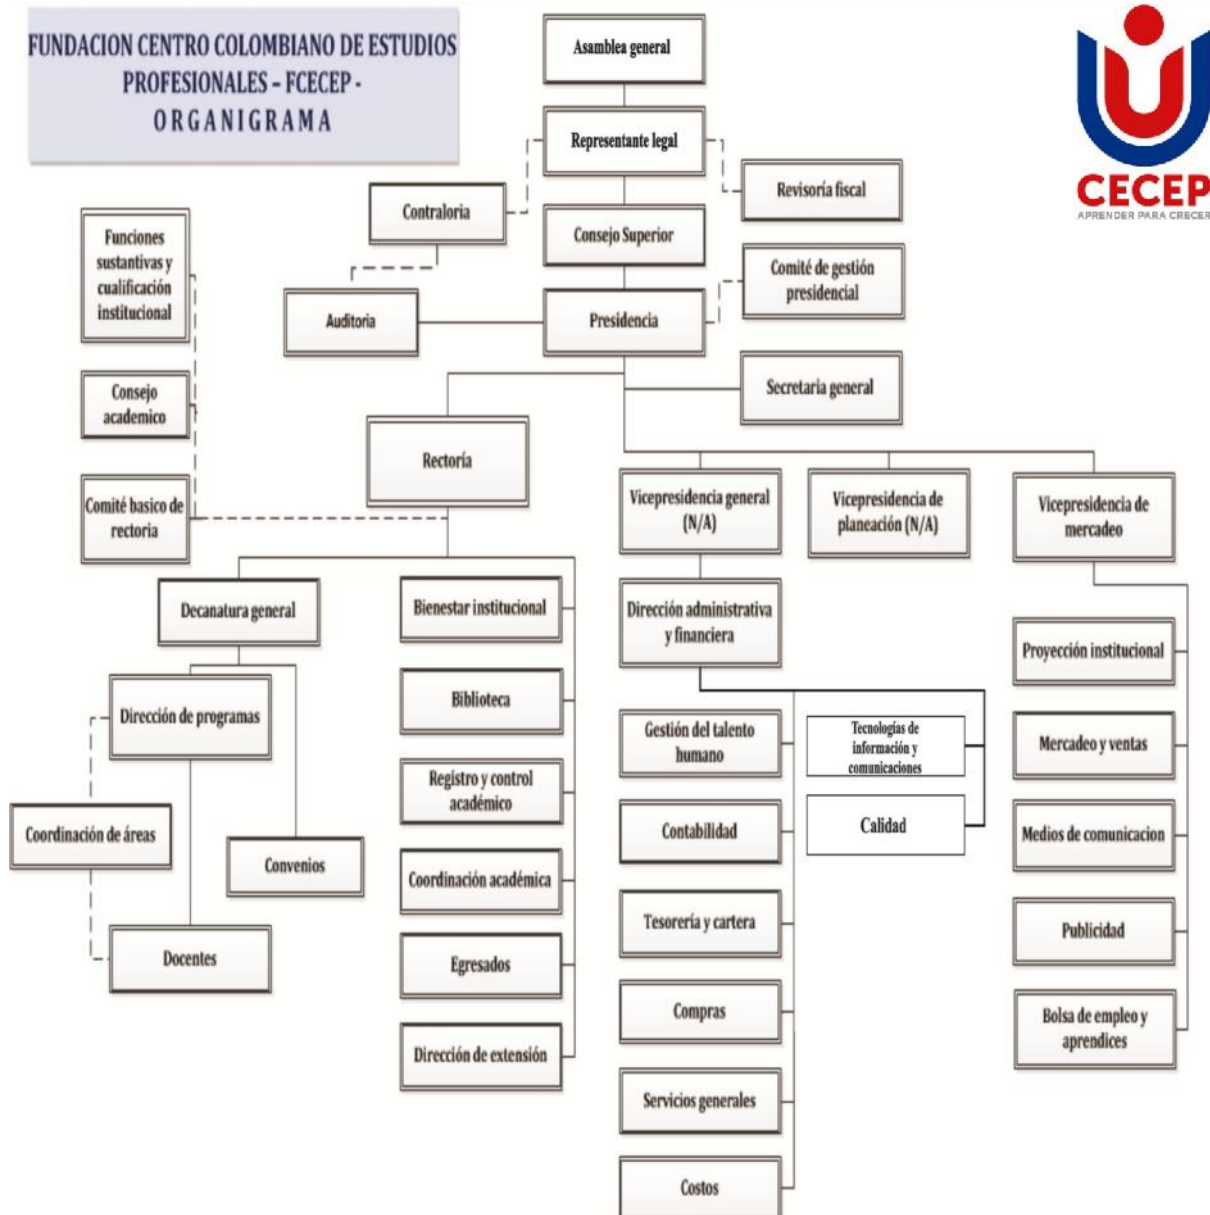 FUNDACION CENTRO COLOMBIANO DE ESTUDIOS
PROFESIONALES – FCECEP -
ORGANIGRAMA
CECEP
APRENDER PARA CRECER
Asamblea general
Representante legal
Revisoría fiscal
Contraloria
Consejo Superior
Funciones
sustantivas y
cualificación
institucional
Comité de gestión
presidencial
Auditoria
Presidencia
Secretaria general
Consejo
academico
Rectoría
Comité basico de
rectoria
Vicepresidencia general
(N/A)
Vicepresidencia de
planeación (N/A)
Vicepresidencia de
mercadeo
Decanatura general
Bienestar institucional
Dirección administrativa
y financiera
Proyección institucional
Dirección de programas
Biblioteca
Gestión del talento
humano
Tecnologías de
información y
comunicaciones
Mercadeo y ventas
Registro y control
académico
Coordinación de áreas
Contabilidad
Calidad
Medios de comunicacion
Convenios
Coordinación académica
Tesorería y cartera
Publicidad
Docentes
Egresados
Compras
Bolsa de empleo y
aprendices
Dirección de extensión
Servicios generales
Costos